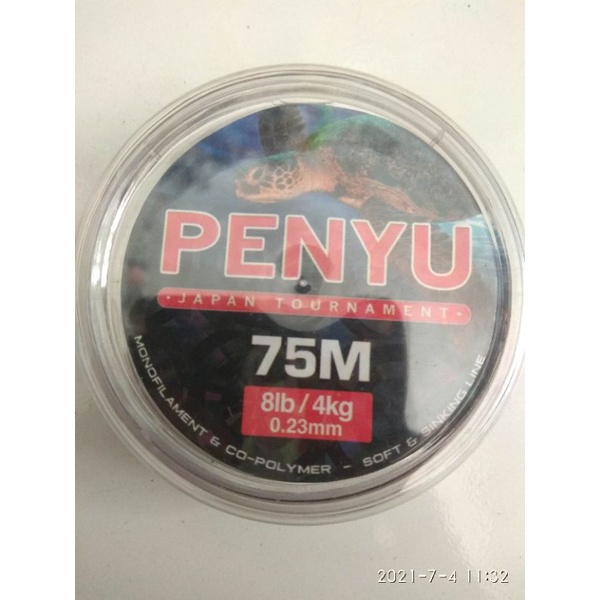 PENYU
• JAPAN TOURNAMENT •
75M
8lb/4kg
0.23mm
MONOFILAMENT & CO-POLYMER - SOFT & SINKING LINE
2021-7-4 11:32